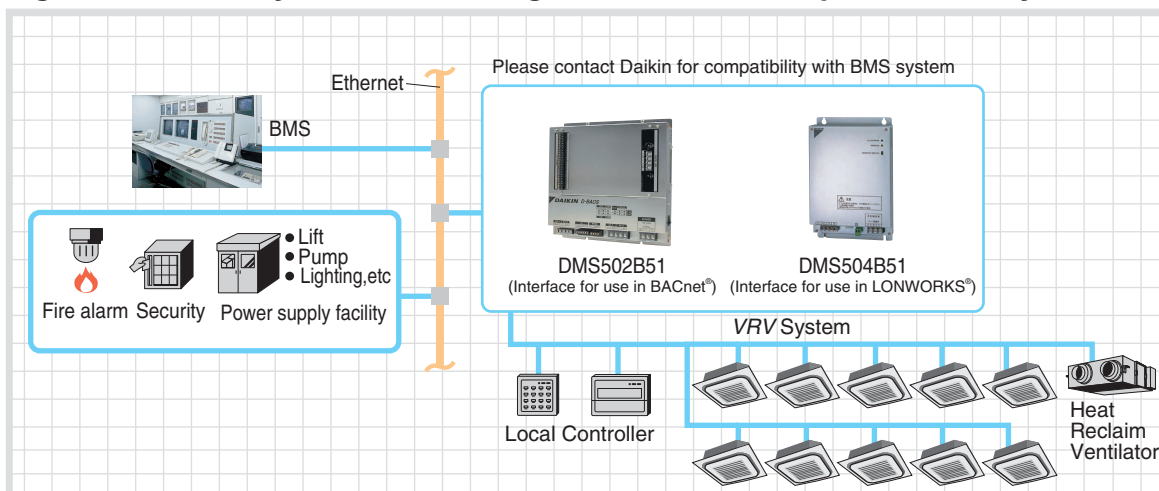 Please contact Daikin for compatibility with BMS system
Ethernet
BMS
DAIKIN D-BACS
DMS502B51
(Interface for use in BACnet®)
DMS504B51
(Interface for use in LONWORKS®)
• Lift
• Pump
• Lighting,etc
Fire alarm
Security
Power supply facility
VRV System
Local Controller
Heat
Reclaim
Ventilator